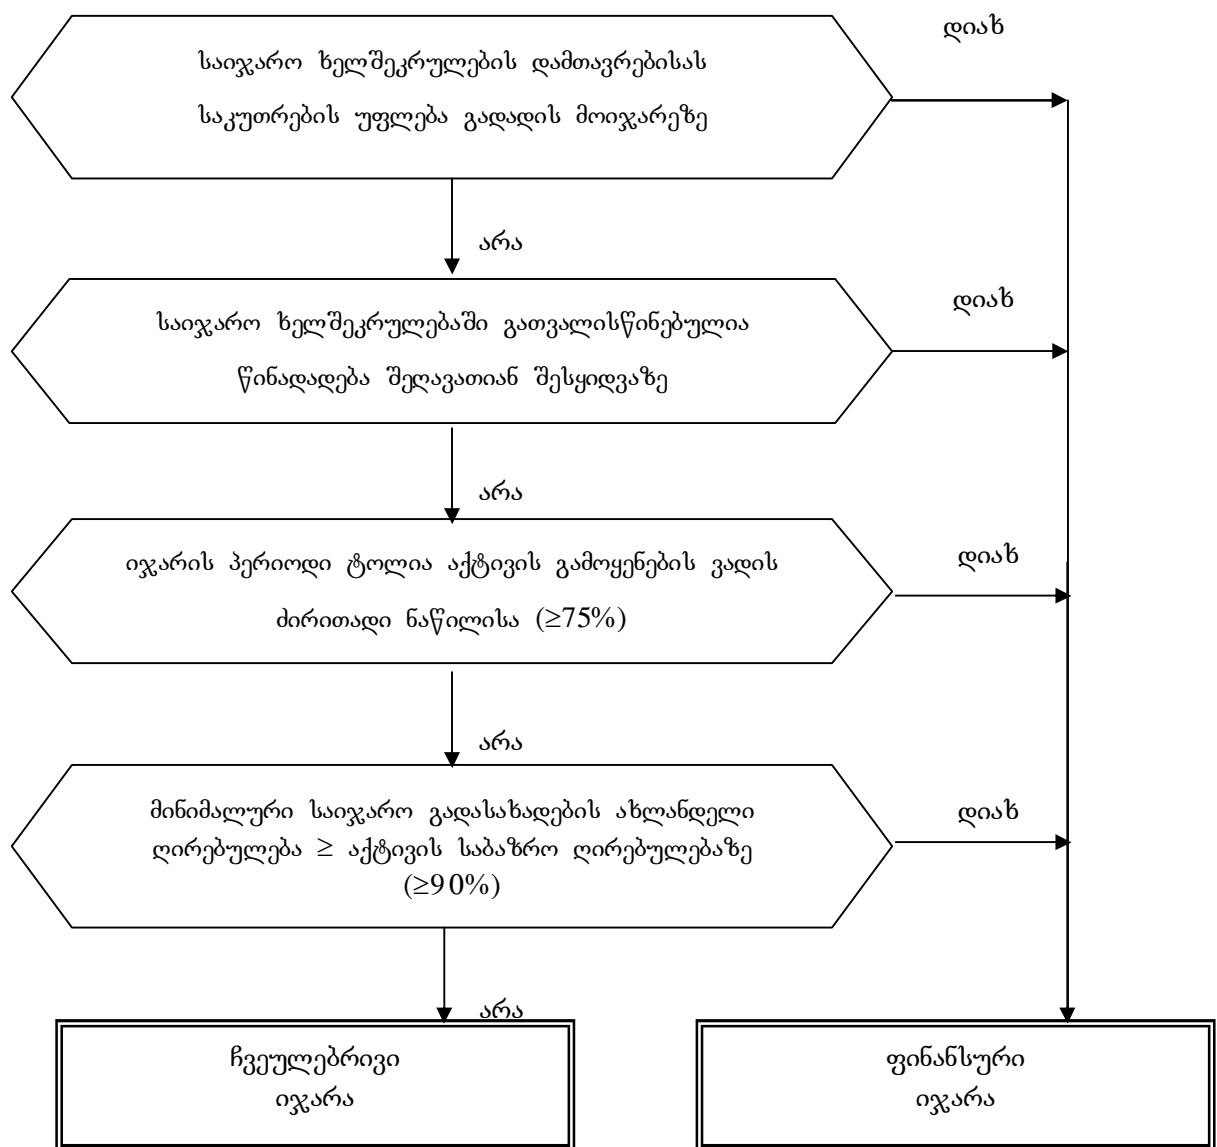 დიახ
საიჯარო ხელშეკრულების დამთავრებისას
საკუთრების უფლება გადადის მოიჯარეზე
არა
დიახ
საიჯარო ხელშეკრულებაში გათვალისწინებულია
წინადადება შეღავათიან შესყიდვაზე
არა
დიახ
იჯარის პერიოდი ტოლია აქტივის გამოყენების ვადის
ძირითადი ნაწილისა (≥75%)
არა
დიახ
მინიმალური საიჯარო გადასახადების ახლანდელი
ღირებულება ≥ აქტივის საბაზრო ღირებულებაზე
(≥90%)
არა
ჩვეულებრივი
იჯარა
ფინანსური
იჯარა